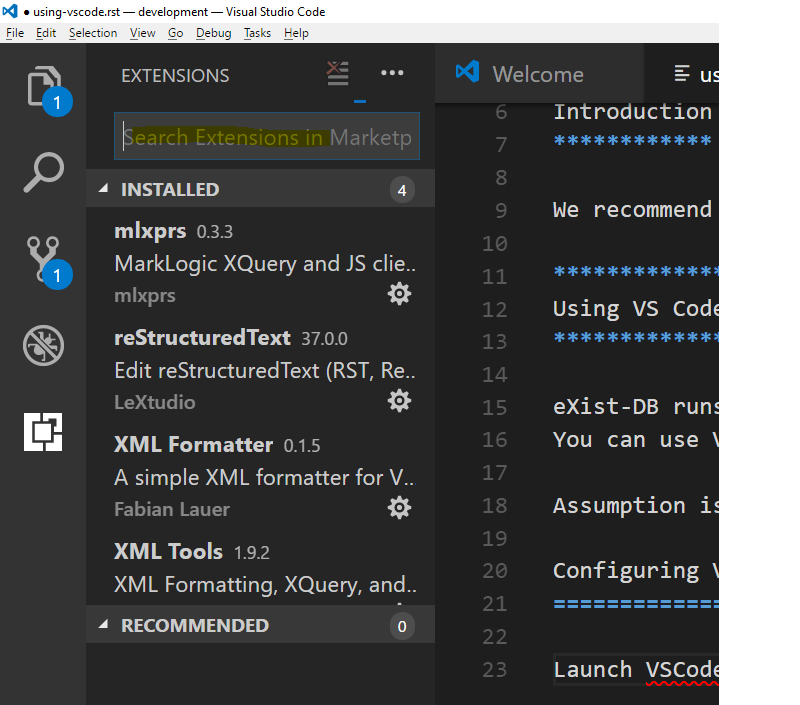 ● using-vscode.rst — development — Visual Studio Code
File Edit Selection View Go Debug Tasks Help
EXTENSIONS
Search Extensions in Marketp
INSTALLED 4
mlxprs 0.3.3
MarkLogic XQuery and JS clie..
mlxprs
reStructuredText 37.0.0
Edit reStructuredText (RST, Re..
LeXtudio
XML Formatter 0.1.5
A simple XML formatter for V..
Fabian Lauer
XML Tools 1.9.2
XML Formatting, XQuery, and..
RECOMMENDED 0
1
1
Welcome
us
6 Introduction
7 ************
8
9 We recommend
10
11 *************
12 Using VS Code
13 *************
14
15 eXist-DB runs
16 You can use V
17
18 Assumption is
19
20 Configuring V
21 =============
22
23 Launch VSCode